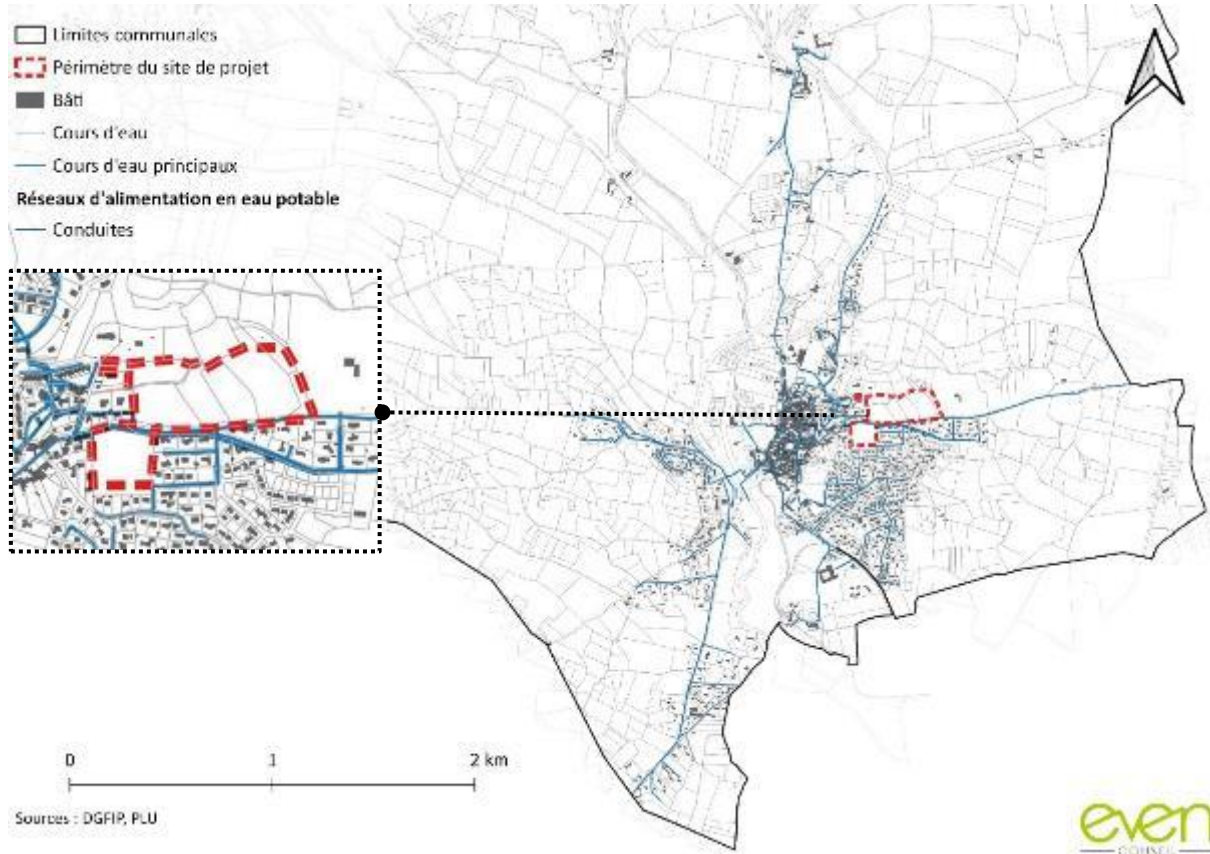 Limites communales
Périmètre du site de projet
Bâti
Cours d'eau
Cours d'eau principaux
Réseaux d'alimentation en eau potable
Conduites
0 1 2 km
Sources : DGFIP, PLU
even
CONSEIL